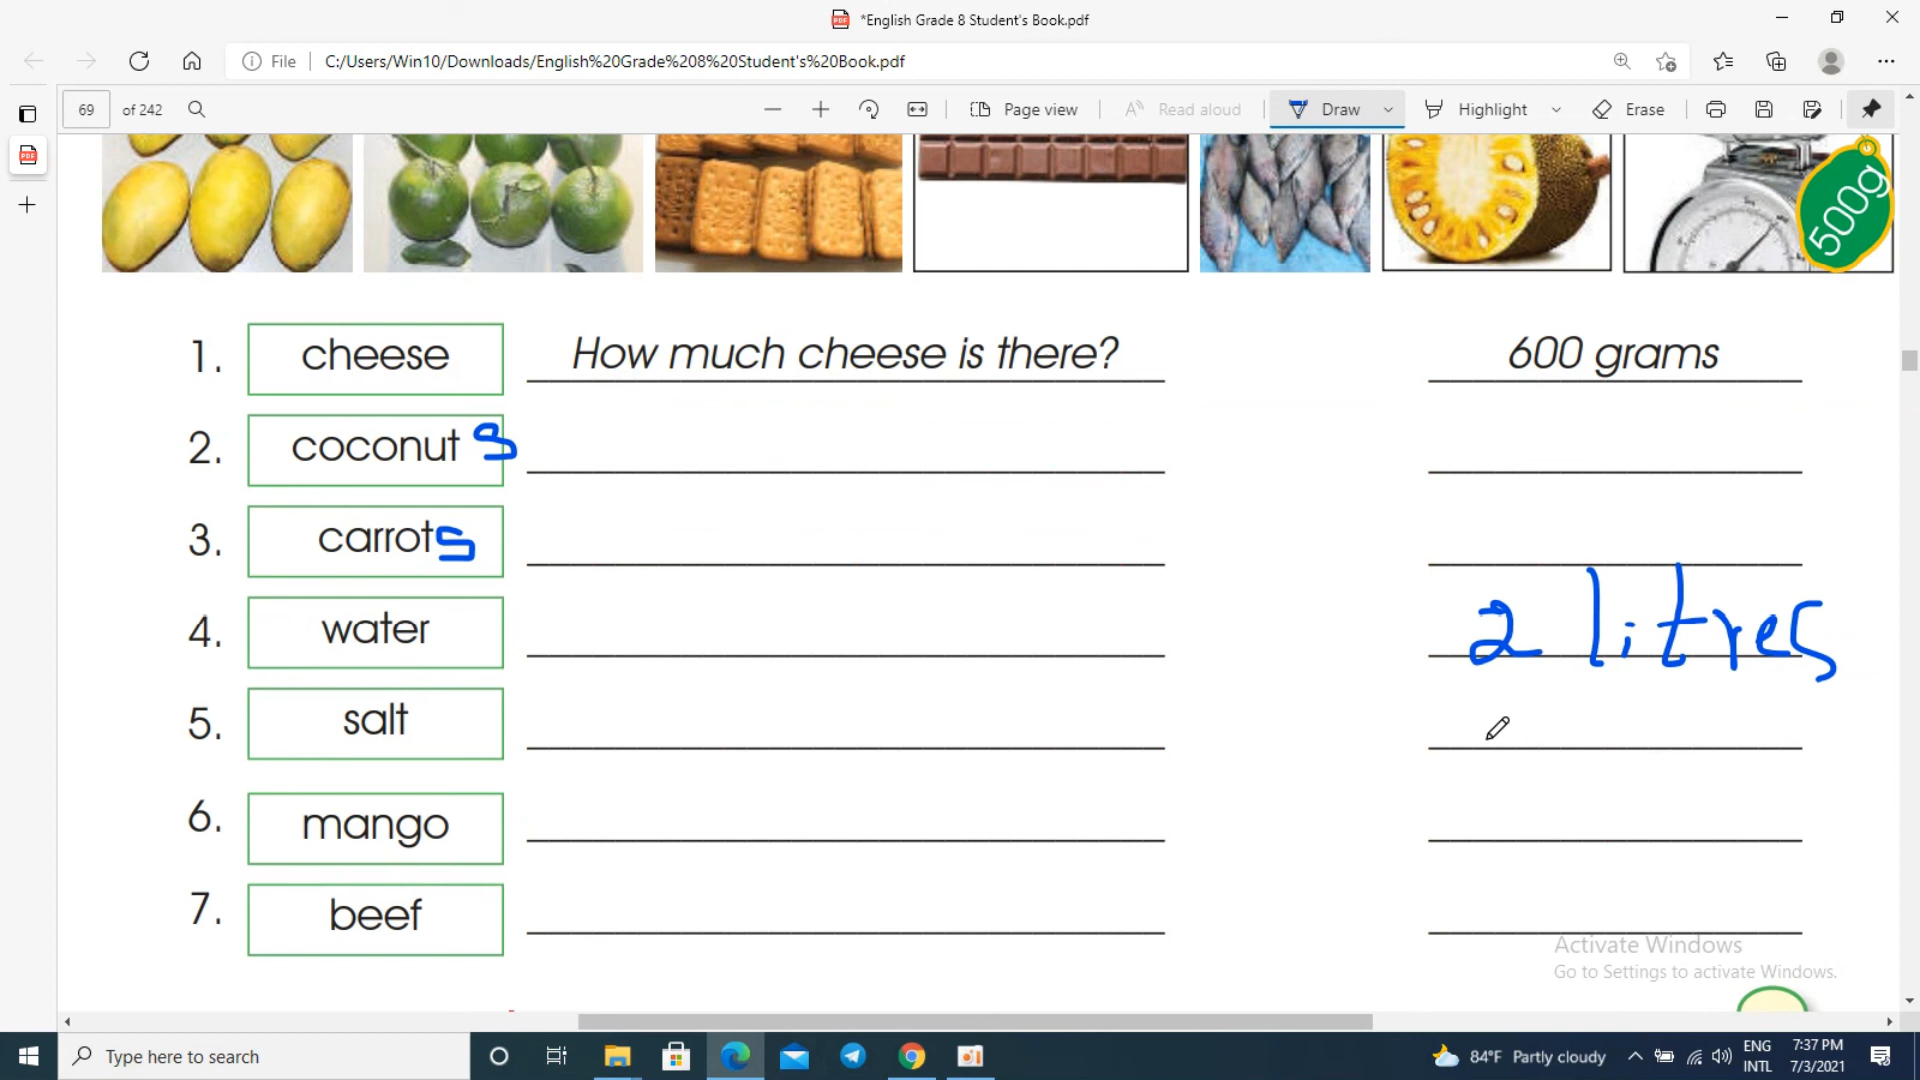 *English Grade 8 Student's Book.pdf
File C:/Users/Win10/Downloads/English%20Grade%208%20Student's%20Book.pdf
69 of 242 Page view Read aloud Draw Highlight Erase
500g
1. cheese How much cheese is there? 600 grams
2. coconut s
3. carrots
4. water 2 litres
5. salt
6. mango
7. beef
Activate Windows
Go to Settings to activate Windows.
Type here to search 84°F Partly cloudy ENG 7:37 PM
INTL 7/3/2021